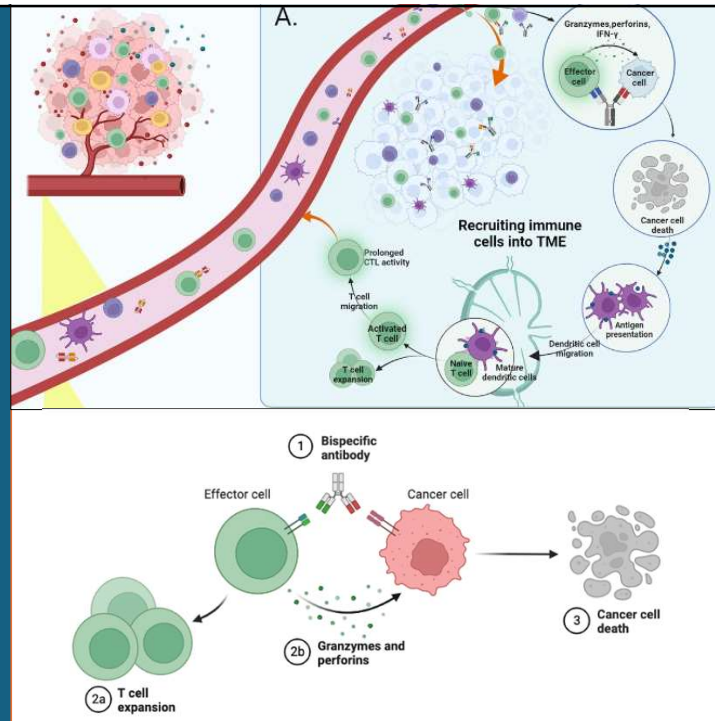 A.
Granzymes,perforins,
IFN-γ
Effector
cell
Cancer
cell
Cancer cell
death
Recruiting immune
cells into TME
Prolonged
CTL activity
T cell
migration
Activated
T cell
T cell
expansion
Naive
T cell
Mature
dendritic cells
Dendritic cell
migration
Antigen
presentation
1 Bispecific
antibody
Effector cell
Cancer cell
2b Granzymes and
perforins
3 Cancer cell
death
2a T cell
expansion